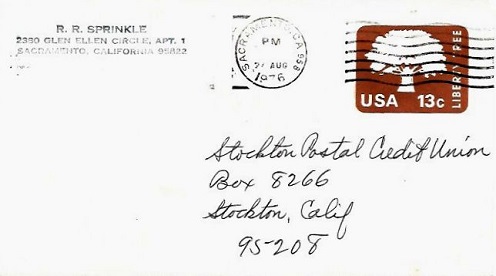 R. R. SPRINKLE
2380 GLEN ELLEN CIRCLE, APT. 1
SACRAMENTO, CALIFORNIA 95822
SACRAMENTO, CA 958
PM
27 AUG
1976
USA 13c
LIBERTY TREE
Stockton Postal Credit Union
Box 8266
Stockton, Calif
95208